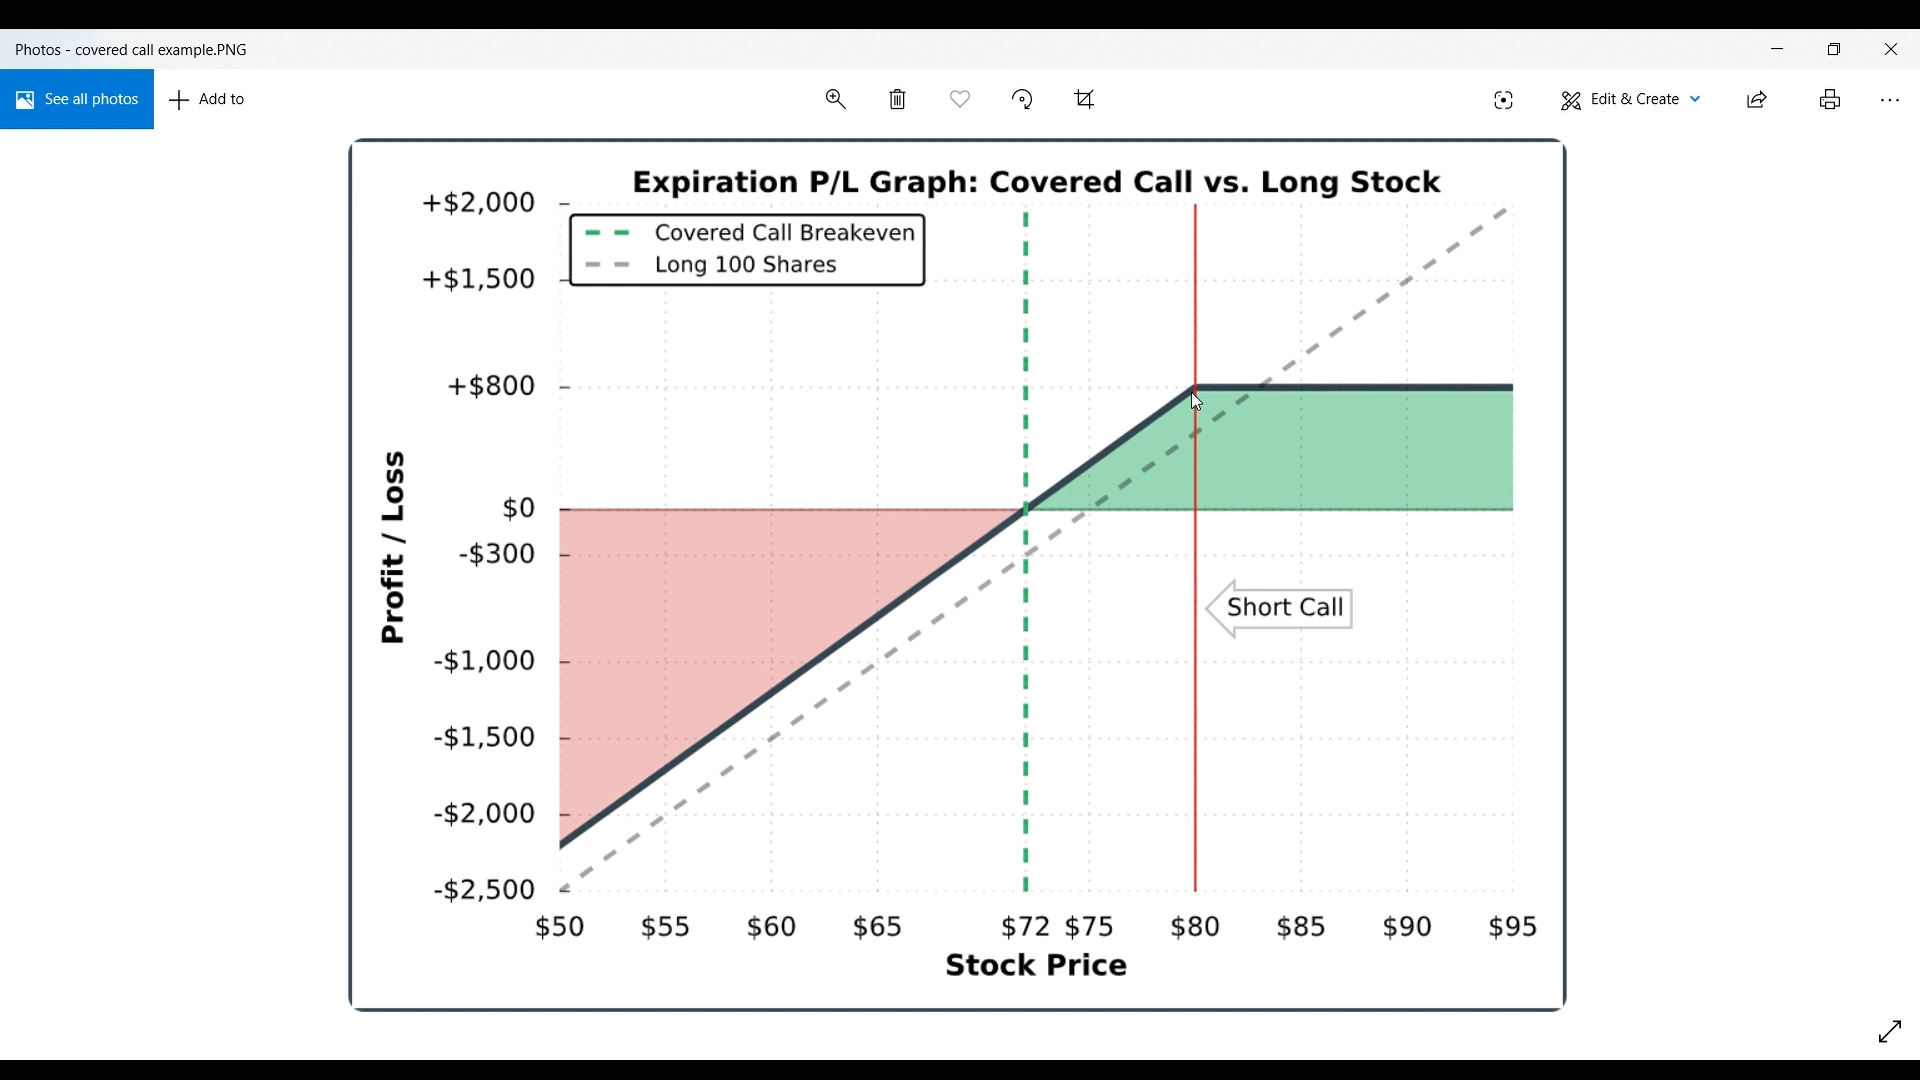 Photos - covered call example.PNG
See all photos
Add to
Edit & Create
Expiration P/L Graph: Covered Call vs. Long Stock
Covered Call Breakeven
Long 100 Shares
+$2,000
+$1,500
+$800
$0
-$300
-$1,000
-$1,500
-$2,000
-$2,500
Profit / Loss
Short Call
$50 $55 $60 $65 $72 $75 $80 $85 $90 $95
Stock Price